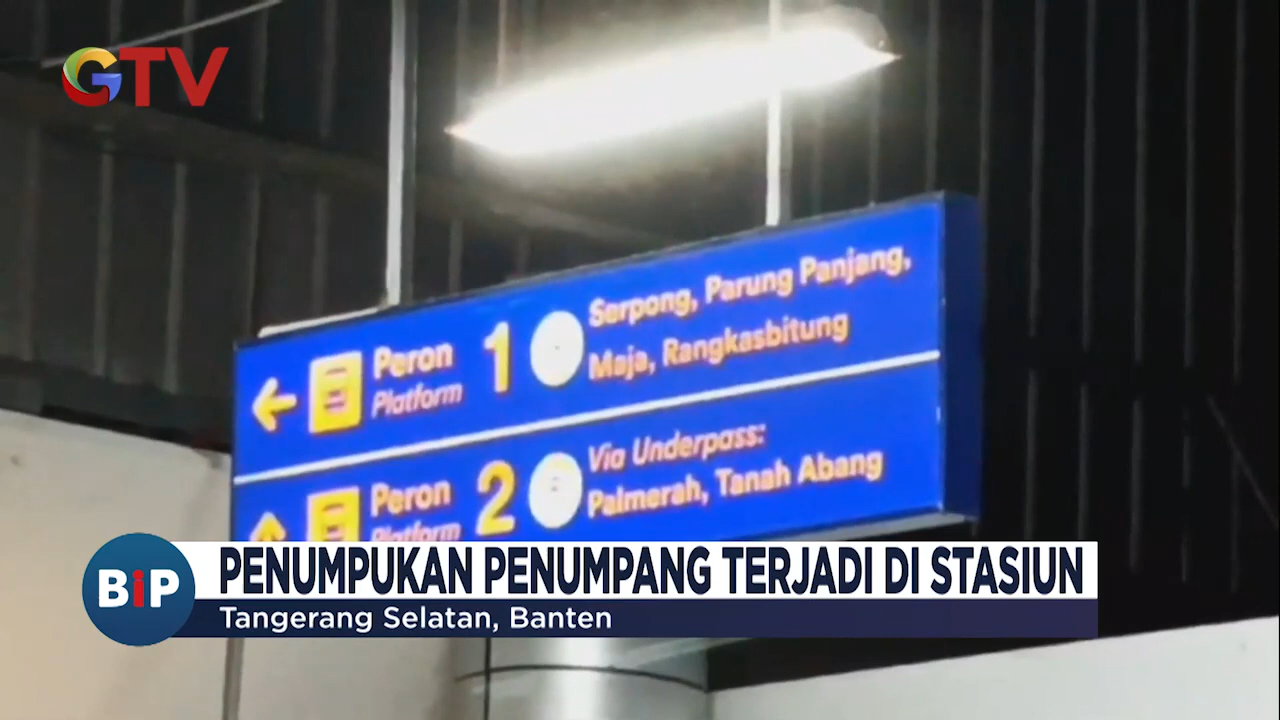 GTV
Peron
Platform
1
Serpong, Parung Panjang,
Maja, Rangkasbitung
Peron
Platform
2
Via Underpass:
Palmerah, Tanah Abang
BiP
PENUMPUKAN PENUMPANG TERJADI DI STASIUN
Tangerang Selatan, Banten